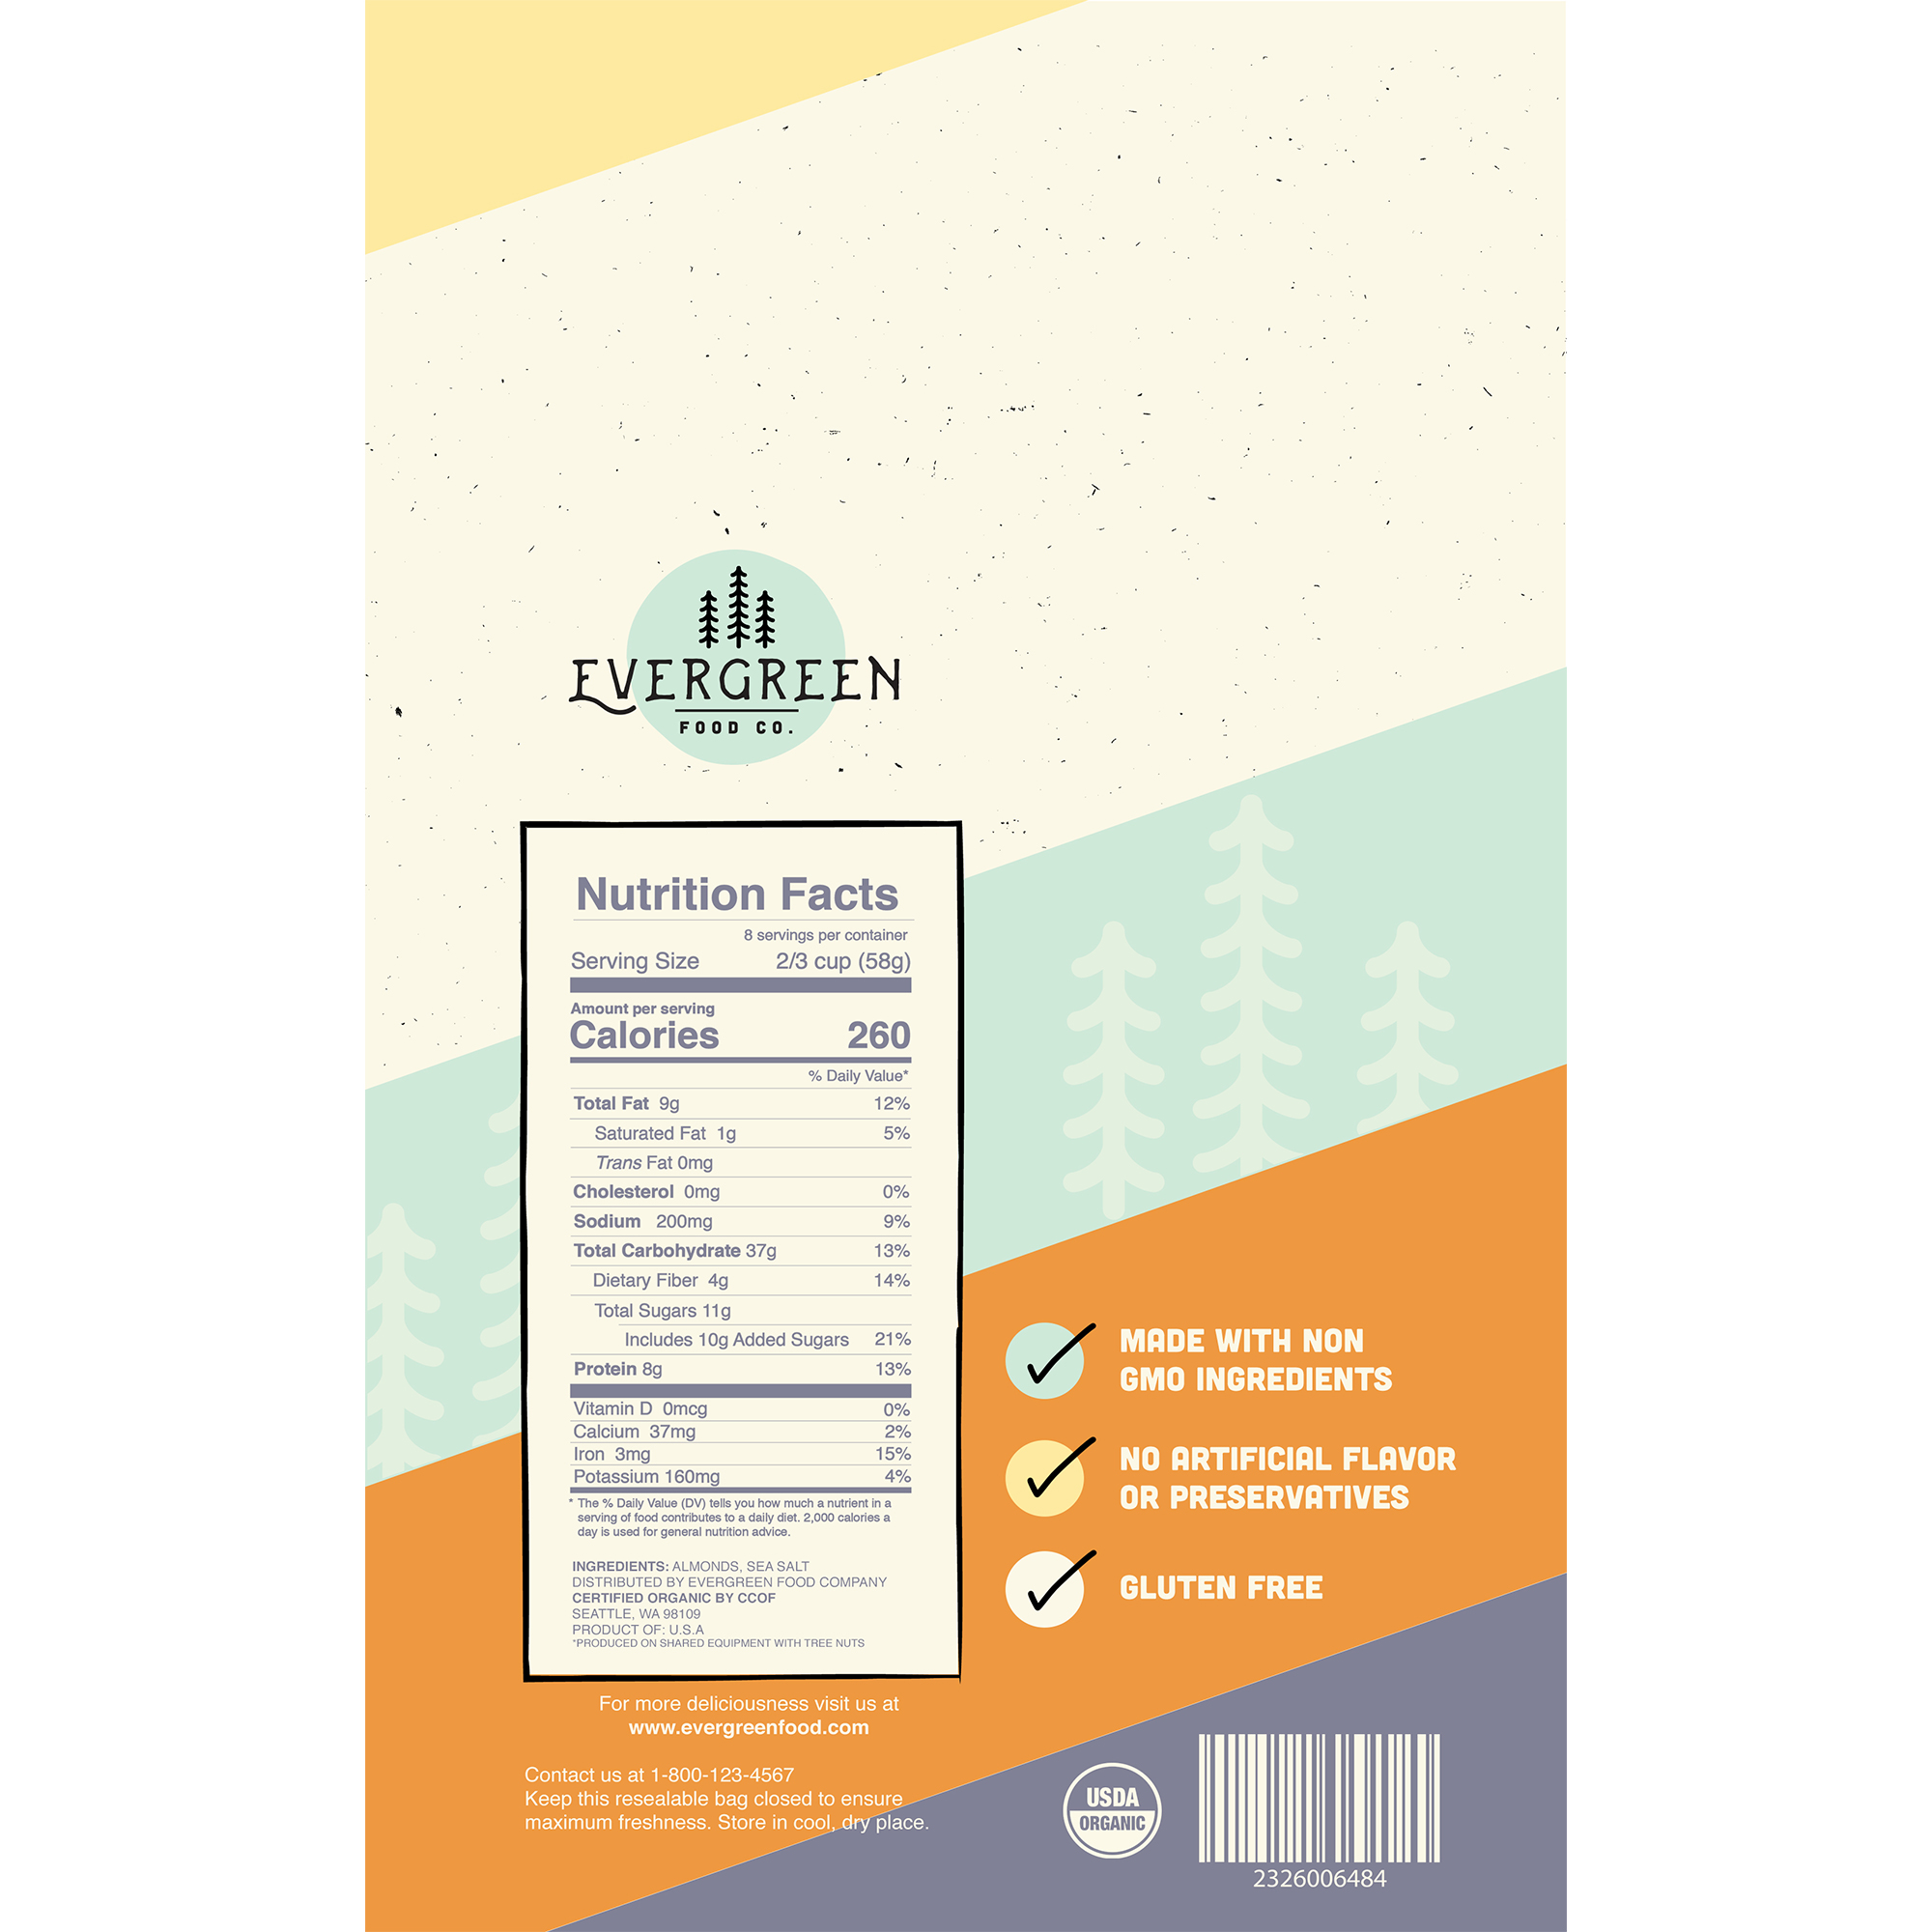 EVERGREEN
FOOD CO.
Nutrition Facts
8 servings per container
Serving Size 2/3 cup (58g)
Amount per serving
Calories 260
% Daily Value*
Total Fat 9g 12%
Saturated Fat 1g 5%
Trans Fat 0mg
Cholesterol 0mg 0%
Sodium 200mg 9%
Total Carbohydrate 37g 13%
Dietary Fiber 4g 14%
Total Sugars 11g
Includes 10g Added Sugars 21%
Protein 8g 13%
Vitamin D 0mcg 0%
Calcium 37mg 2%
Iron 3mg 15%
Potassium 160mg 4%
* The % Daily Value (DV) tells you how much a nutrient in a
serving of food contributes to a daily diet. 2,000 calories a
day is used for general nutrition advice.
INGREDIENTS: ALMONDS, SEA SALT
DISTRIBUTED BY EVERGREEN FOOD COMPANY
CERTIFIED ORGANIC BY CCOF
SEATTLE, WA 98109
PRODUCT OF: U.S.A
*PRODUCED ON SHARED EQUIPMENT WITH TREE NUTS
For more deliciousness visit us at
www.evergreenfood.com
Contact us at 1-800-123-4567
Keep this resealable bag closed to ensure
maximum freshness. Store in cool, dry place.
MADE WITH NON
GMO INGREDIENTS
NO ARTIFICIAL FLAVOR
OR PRESERVATIVES
GLUTEN FREE
USDA
ORGANIC
2326006484